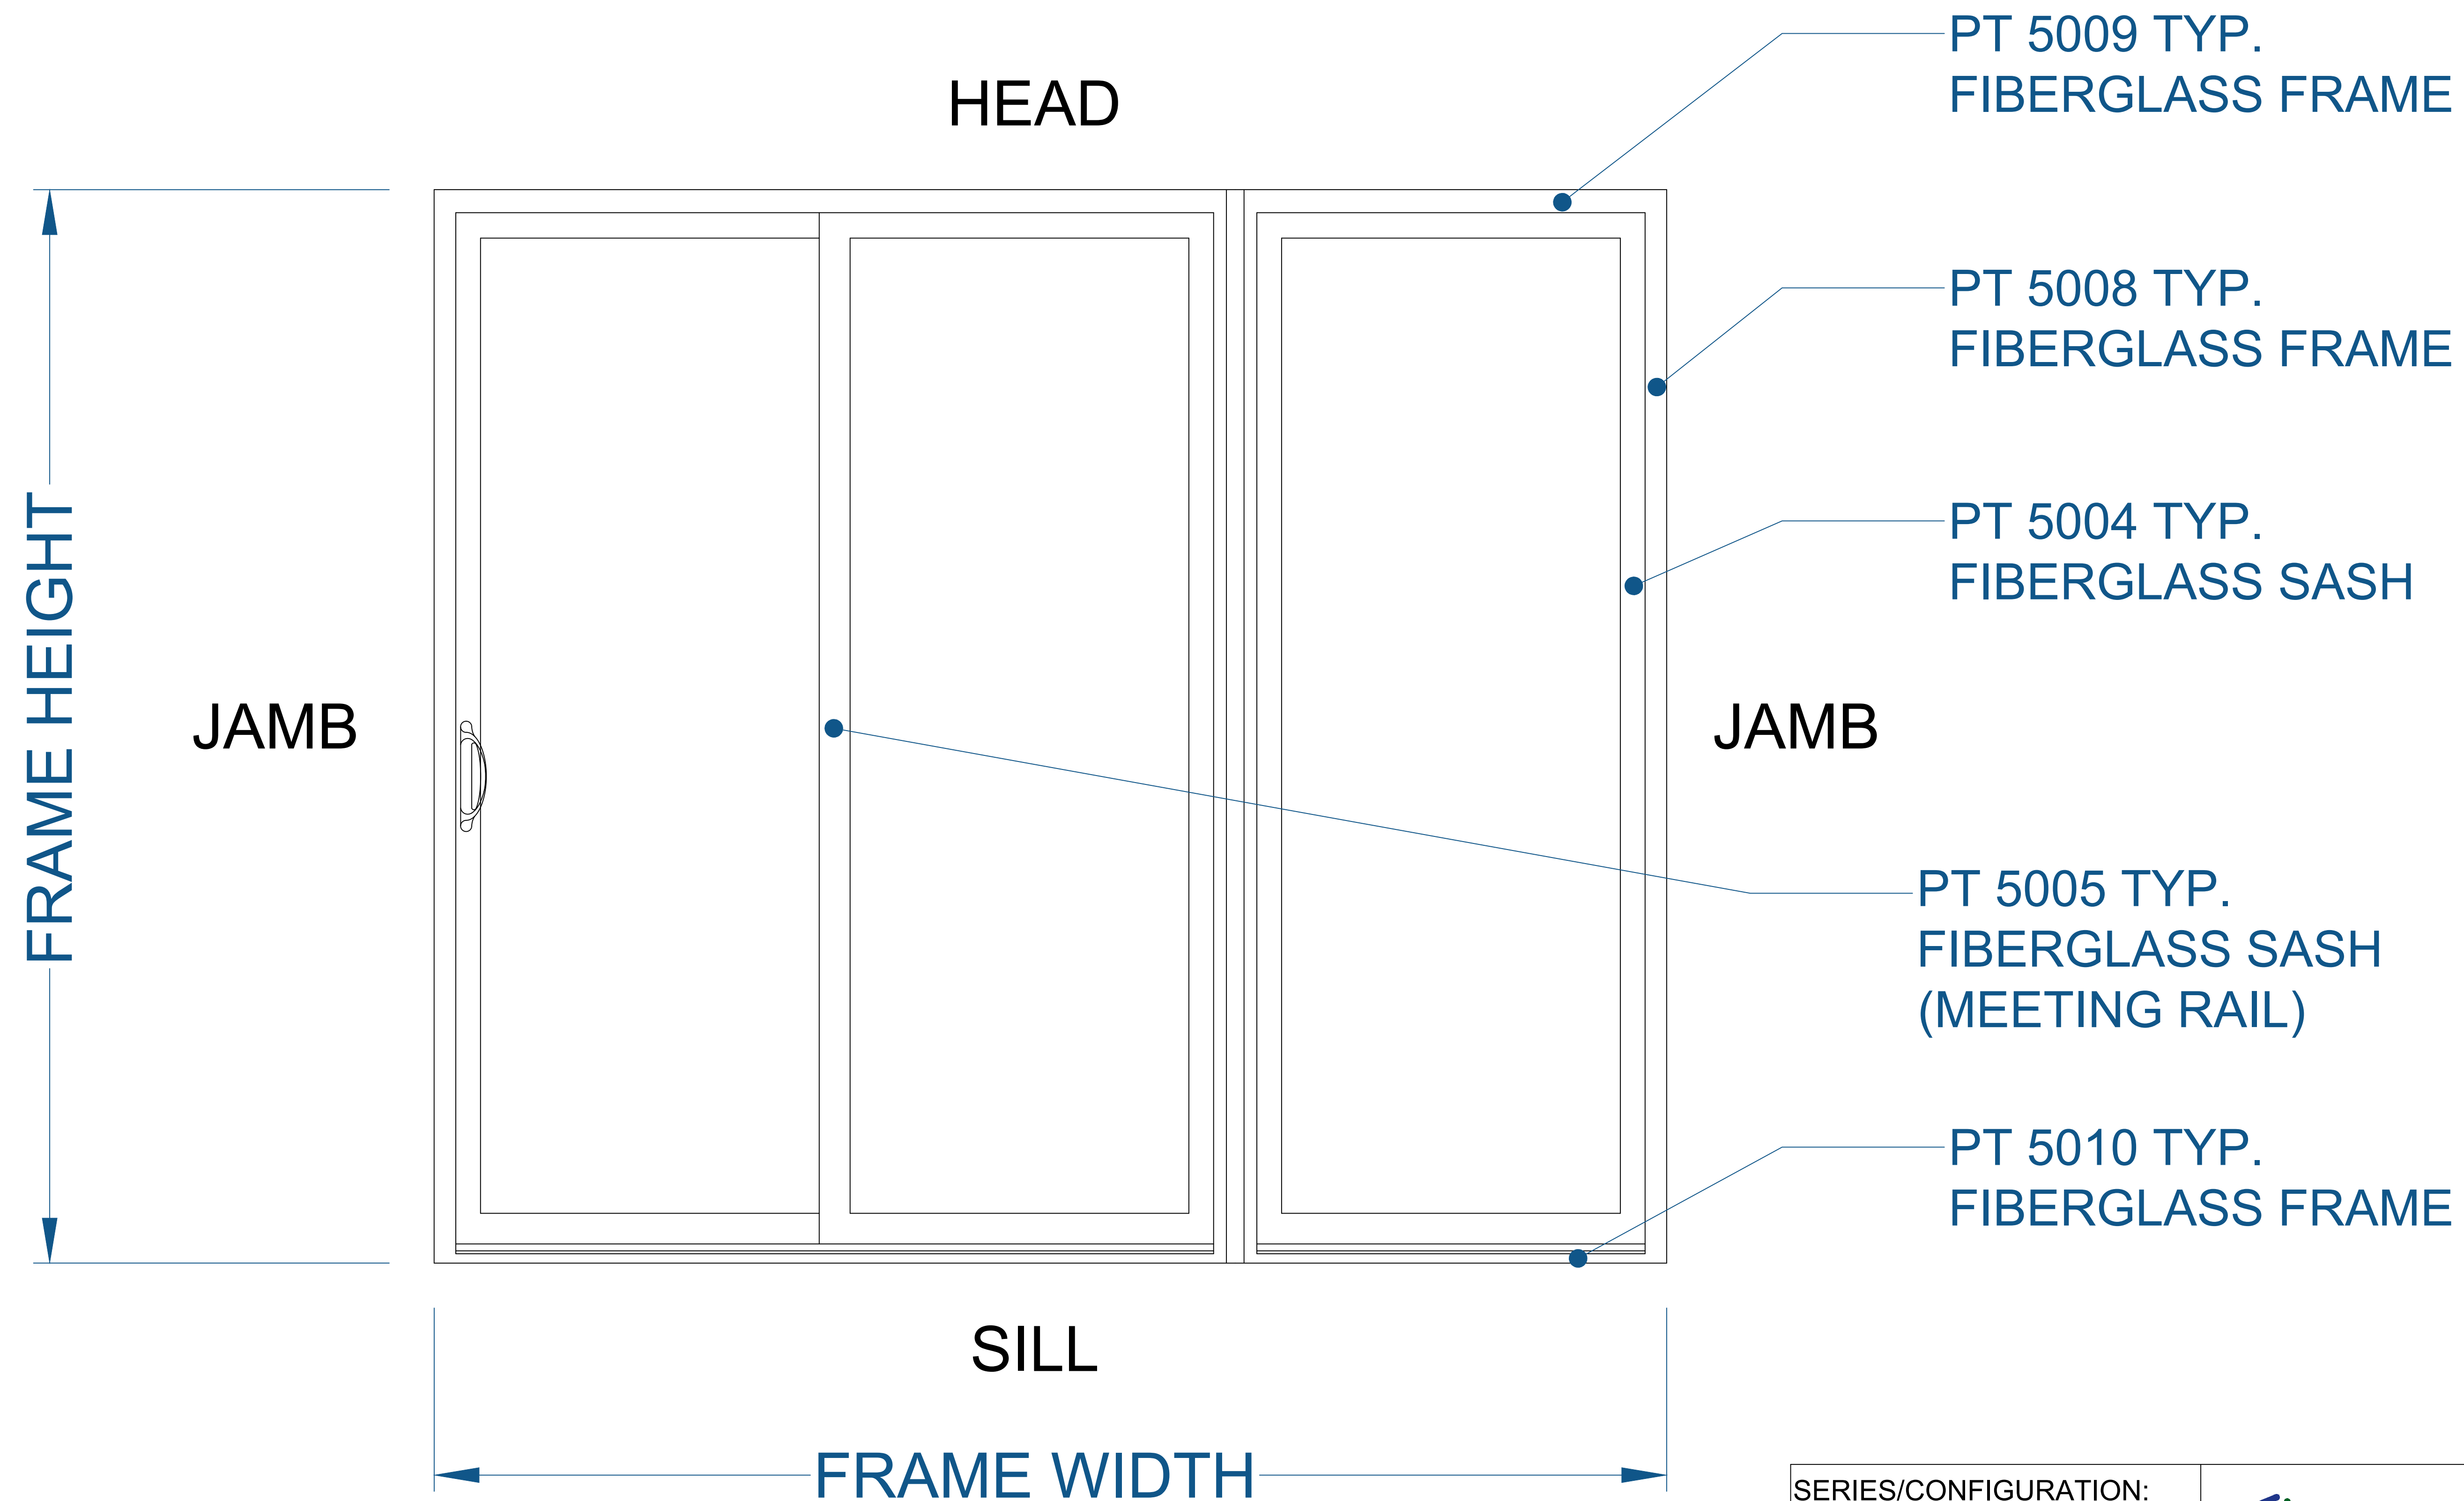 PT 5009 TYP.
FIBERGLASS FRAME
HEAD
PT 5008 TYP.
FIBERGLASS FRAME
PT 5004 TYP.
FIBERGLASS SASH
FRAME HEIGHT
JAMB
JAMB
PT 5005 TYP.
FIBERGLASS SASH
(MEETING RAIL)
PT 5010 TYP.
FIBERGLASS FRAME
SILL
FRAME WIDTH
SERIES/CONFIGURATION: